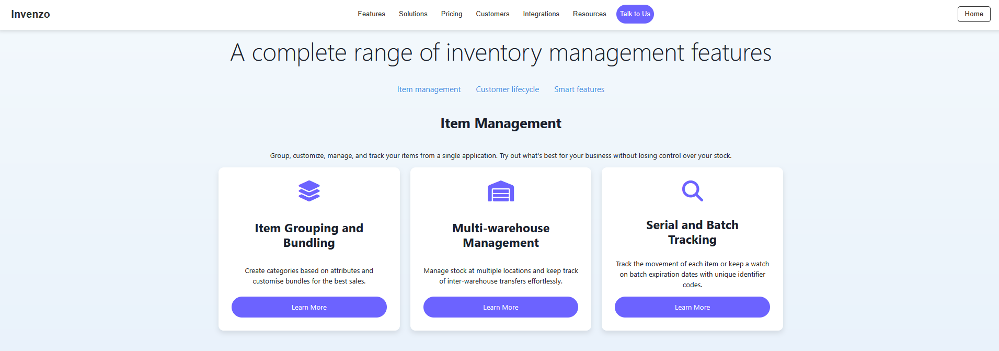 Invenzo
Features Solutions Pricing Customers Integrations Resources Talk to Us Home
A complete range of inventory management features
Item management Customer lifecycle Smart features
Item Management
Group, customize, manage, and track your items from a single application. Try out what's best for your business without losing control over your stock.
Item Grouping and
Bundling
Create categories based on attributes and
customise bundles for the best sales.
Learn More
Multi-warehouse
Management
Manage stock at multiple locations and keep track
of inter-warehouse transfers effortlessly.
Learn More
Serial and Batch
Tracking
Track the movement of each item or keep a watch
on batch expiration dates with unique identifier
codes.
Learn More